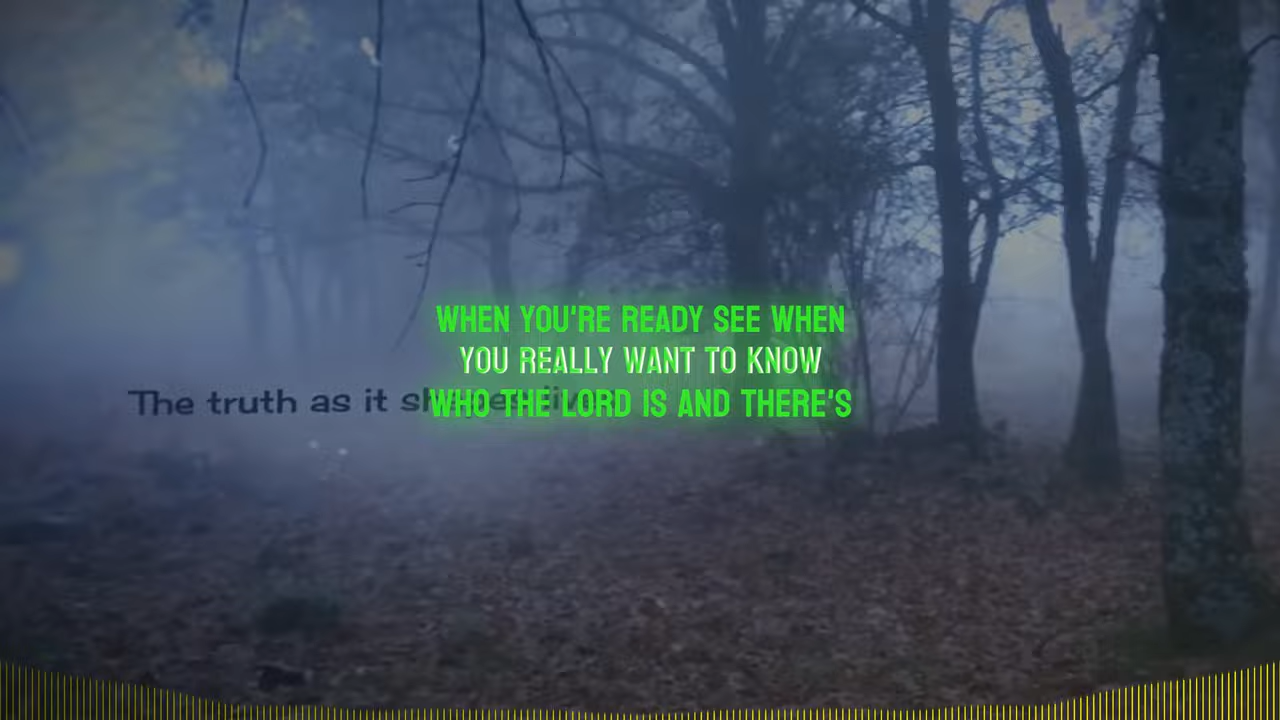 WHEN YOU'RE READY SEE WHEN
YOU REALLY WANT TO KNOW
The truth as it
WHO THE LORD IS AND THERE'S